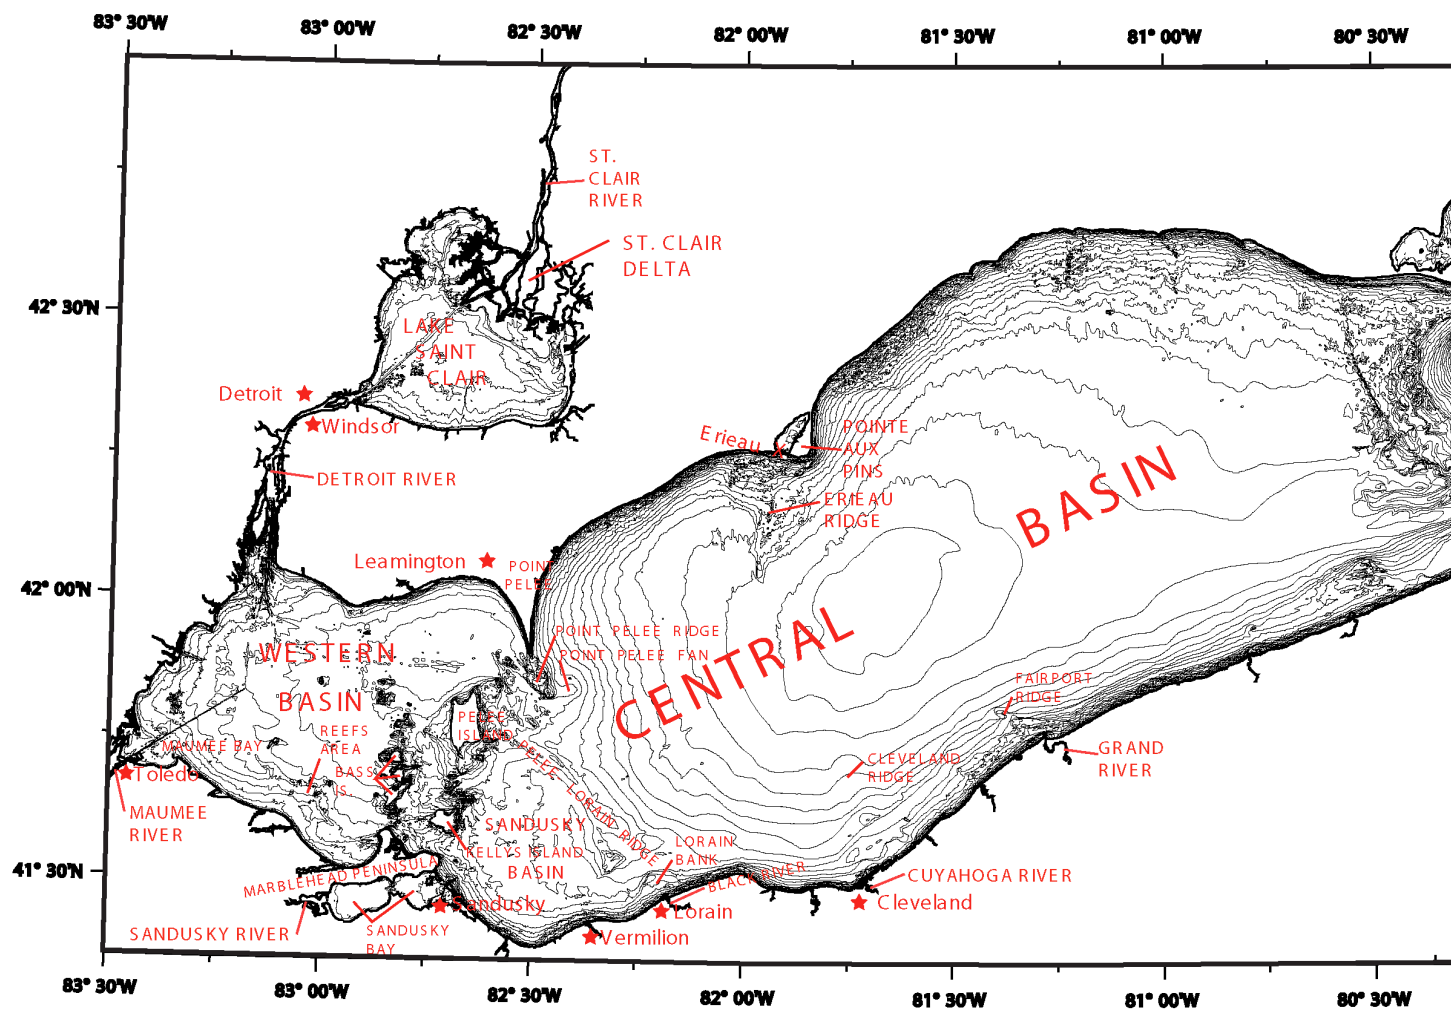 83° 30'W
83° 00'W
82° 30'W
82° 00'W
81° 30'W
81° 00'W
80° 30'W
ST.
CLAIR
RIVER
ST. CLAIR
DELTA
42° 30'N
LAKE
SAINT
CLAIR
Detroit
Windsor
DETROIT RIVER
Erieau X
POINTE
AUX
PINS
ERIEAU
RIDGE
BASIN
Leamington
POINT
PELEE
42° 00'N
POINT PELEE RIDGE
POINT PELEE FAN
CENTRAL
WESTERN
BASIN
FAIRPORT
RIDGE
PELEE
ISLAND
REEFS
AREA
MAUMEE BAY
BASS
IS.
PELEE LORAIN RIDGE
CLEVELAND
RIDGE
GRAND
RIVER
Toledo
MAUMEE
RIVER
SANDUSKY
BASIN
KELLYS ISLAND
LORAIN
BANK
BLACK RIVER
41° 30'N
MARBLEHEAD PENINSULA
CUYAHOGA RIVER
Cleveland
Sandusky
Lorain
SANDUSKY RIVER
SANDUSKY
BAY
Vermilion
83° 30'W
83° 00'W
82° 30'W
82° 00'W
81° 30'W
81° 00'W
80° 30'W